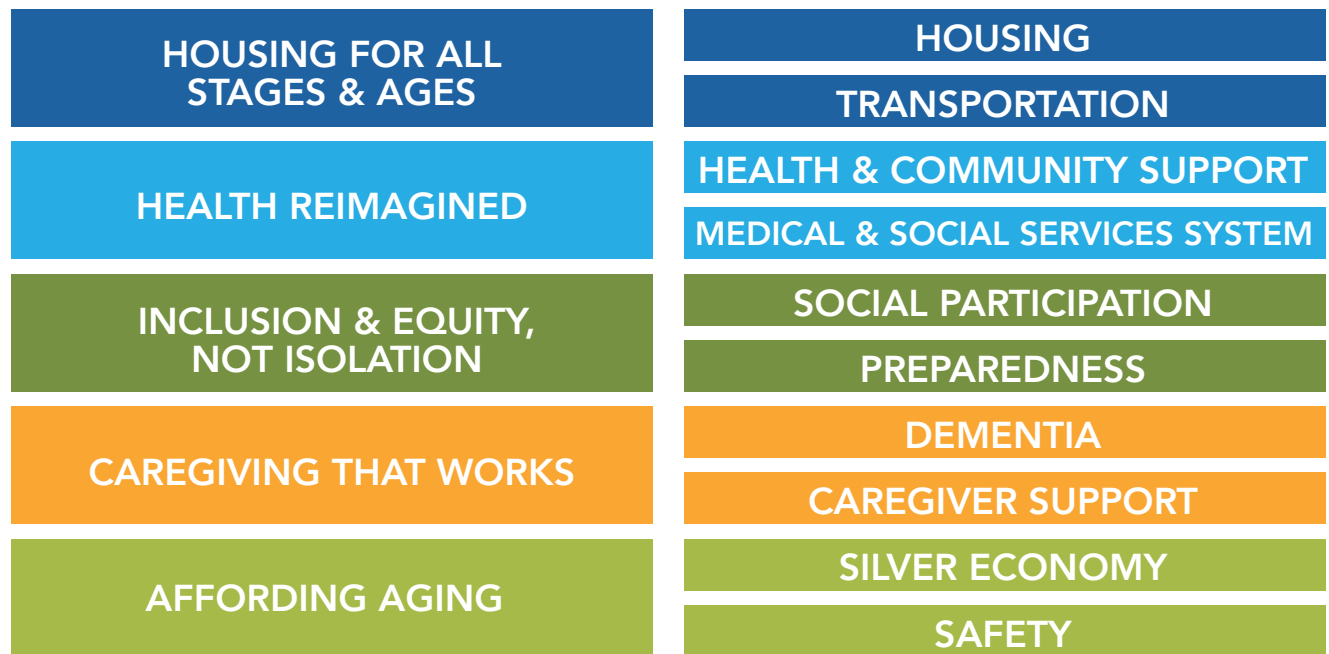 HOUSING FOR ALL
STAGES & AGES
HOUSING
TRANSPORTATION
HEALTH REIMAGINED
HEALTH & COMMUNITY SUPPORT
MEDICAL & SOCIAL SERVICES SYSTEM
INCLUSION & EQUITY,
NOT ISOLATION
SOCIAL PARTICIPATION
PREPAREDNESS
CAREGIVING THAT WORKS
DEMENTIA
CAREGIVER SUPPORT
AFFORDING AGING
SILVER ECONOMY
SAFETY